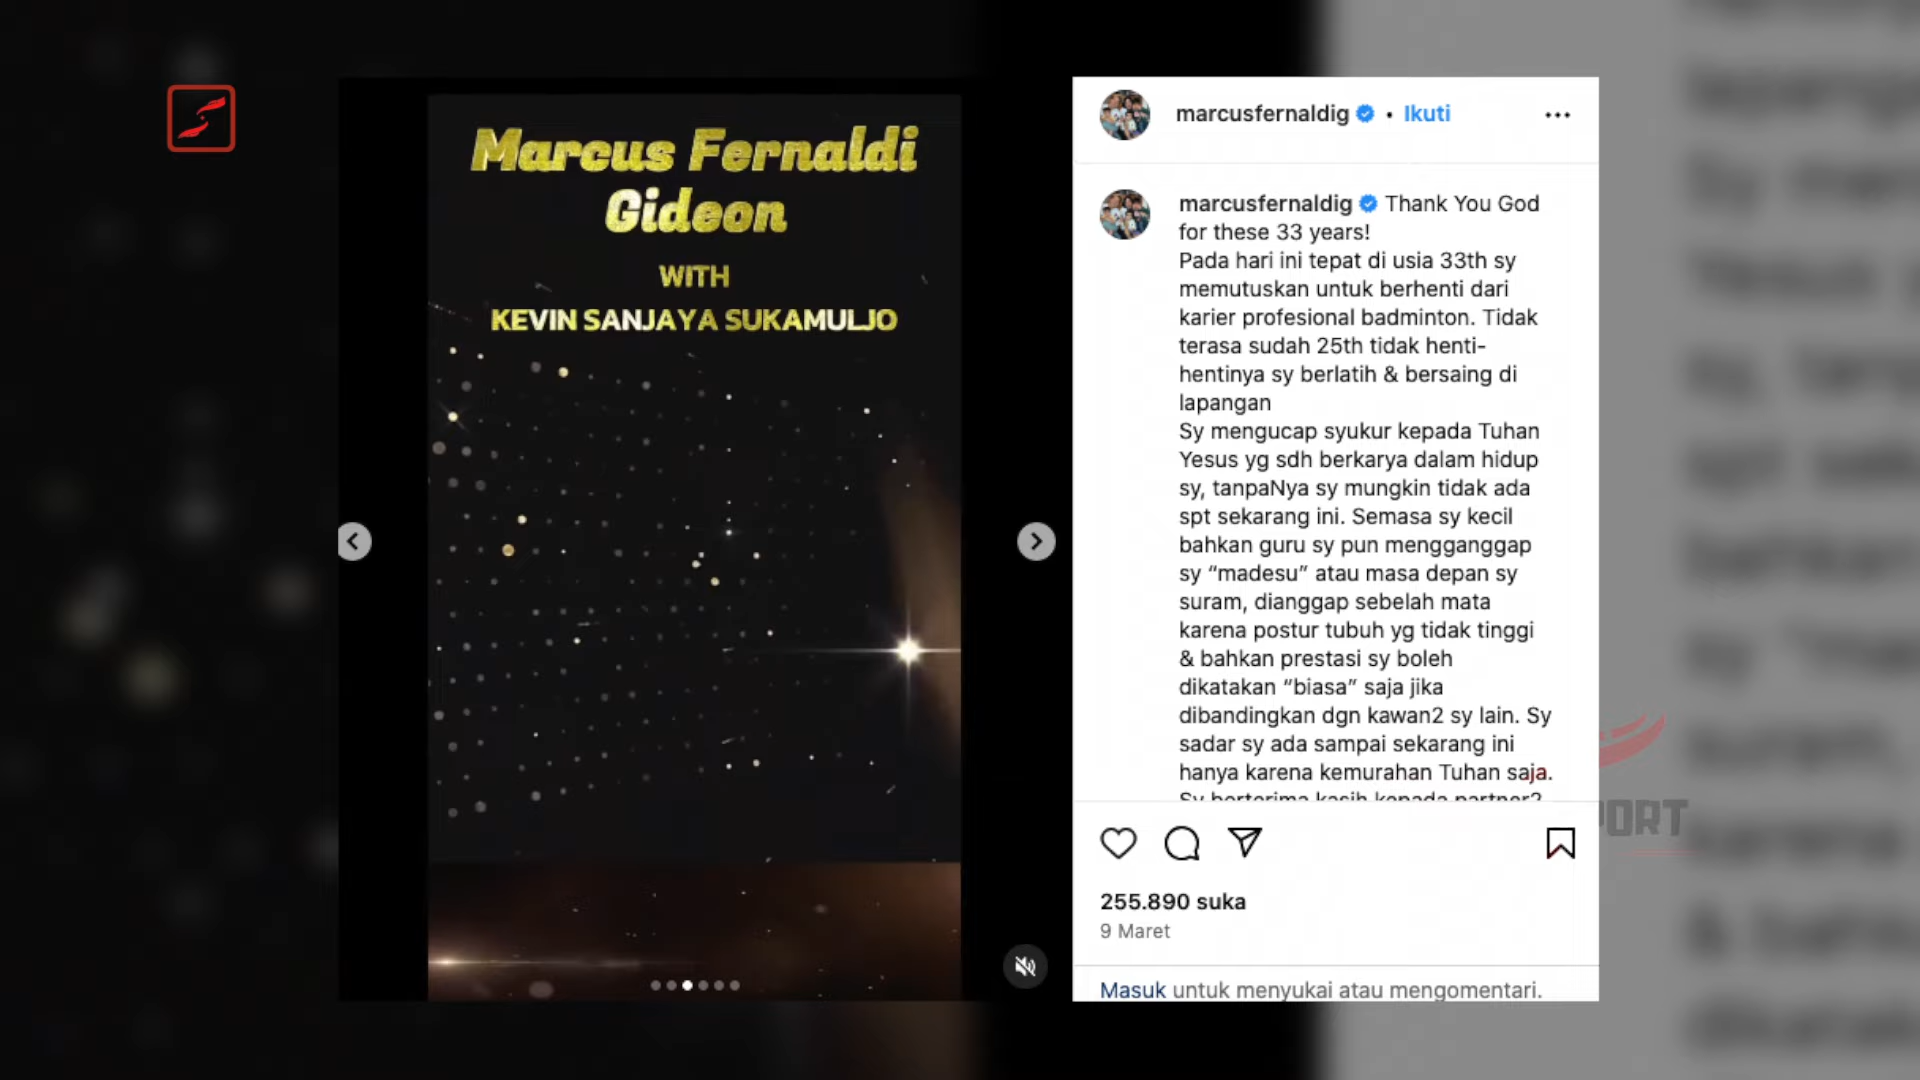 Marcus Fernaldi
Gideon
WITH
KEVIN SANJAYA SUKAMULJO
marcusfernaldig • Ikuti
marcusfernaldig Thank You God
for these 33 years!
Pada hari ini tepat di usia 33th sy
memutuskan untuk berhenti dari
karier profesional badminton. Tidak
terasa sudah 25th tidak henti-
hentinya sy berlatih & bersaing di
lapangan
Sy mengucap syukur kepada Tuhan
Yesus yg sdh berkarya dalam hidup
sy, tanpaNya sy mungkin tidak ada
spt sekarang ini. Semasa sy kecil
bahkan guru sy pun mengganggap
sy “madesu” atau masa depan sy
suram, dianggap sebelah mata
karena postur tubuh yg tidak tinggi
& bahkan prestasi sy boleh
dikatakan “biasa” saja jika
dibandingkan dgn kawan2 sy lain. Sy
sadar sy ada sampai sekarang ini
hanya karena kemurahan Tuhan saja.
Sy berterima kasih kepada partner2
255.890 suka
9 Maret
Masuk untuk menyukai atau mengomentari.